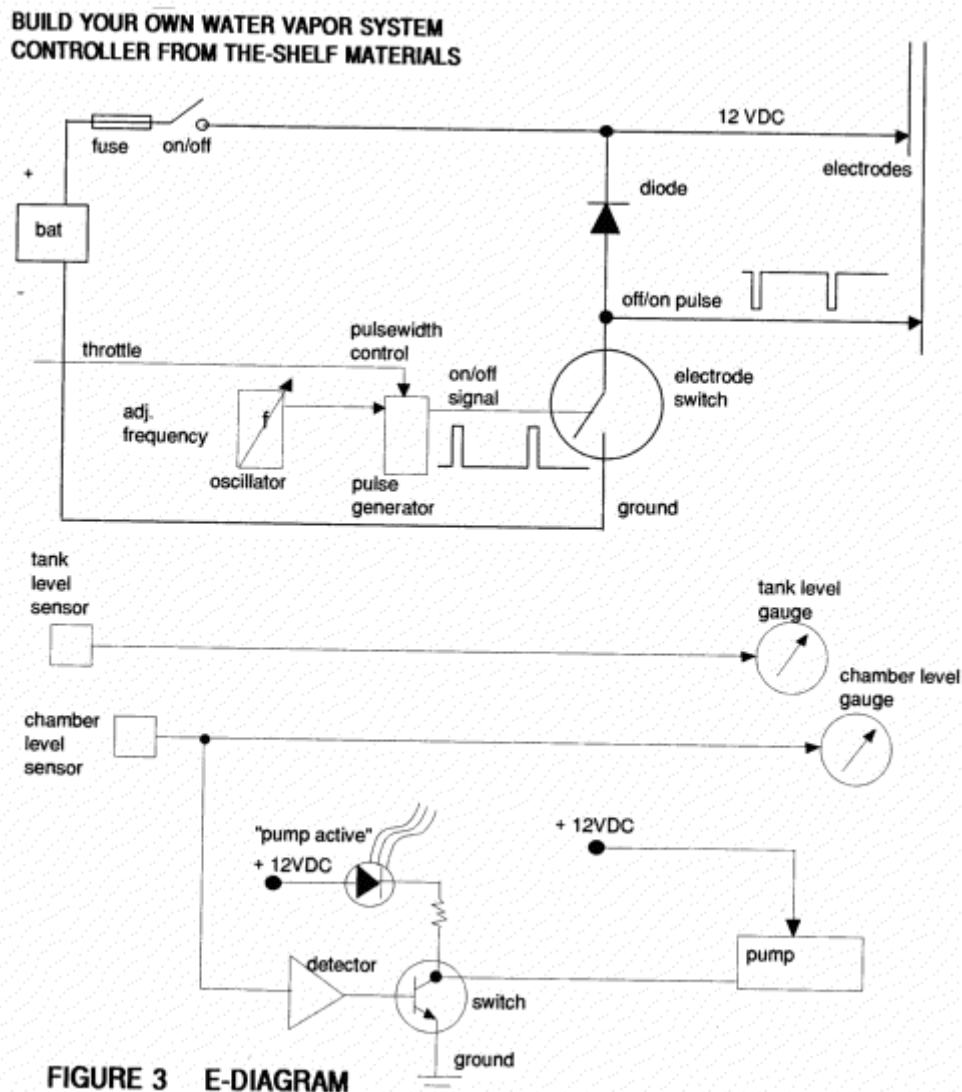 BUILD YOUR OWN WATER VAPOR SYSTEM
CONTROLLER FROM THE-SHELF MATERIALS
12 VDC
fuse
on/off
electrodes
+
diode
bat
-
off/on pulse
throttle
pulsewidth
control
on/off
signal
electrode
switch
adj.
frequency
f
oscillator
pulse
generator
ground
tank
level
sensor
tank level
gauge
chamber level
gauge
chamber
level
sensor
"pump active"
+ 12VDC
+ 12VDC
detector
pump
switch
ground
FIGURE 3 E-DIAGRAM